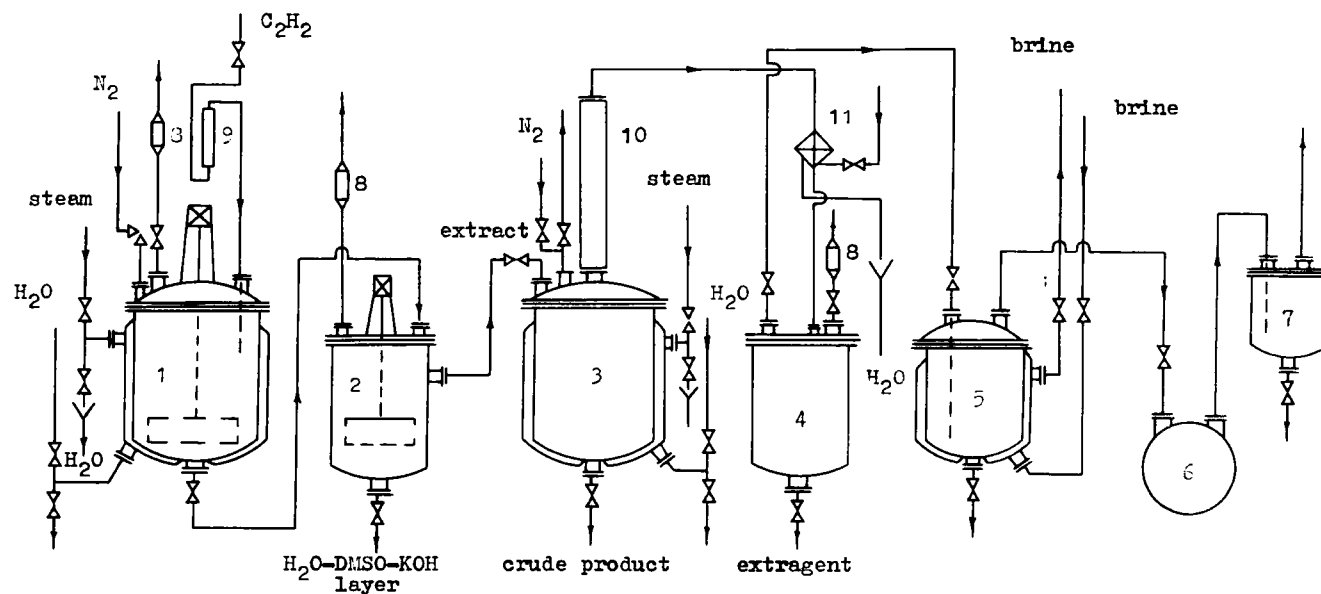 C2H2
brine
N2
8
9
N2
10
11
brine
steam
8
steam
extract
8
H2O
H2O
7
1
2
3
4
H2O
5
H2O
6
H2O-DMSO-KOH
layer
crude product
extragent